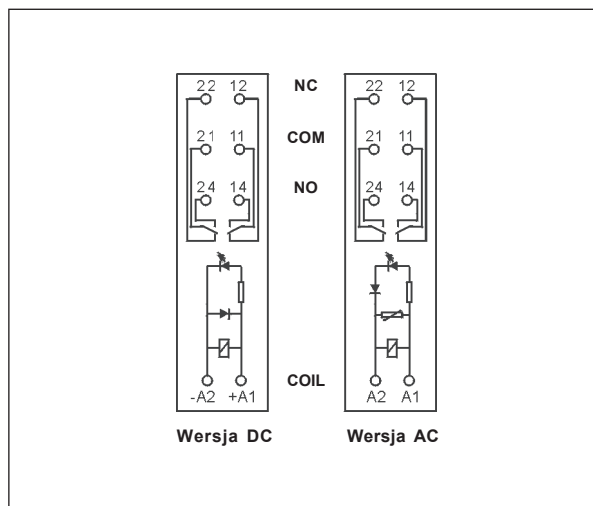 22 12 NC 22 12
21 11 COM 21 11
24 14 NO 24 14
COIL
-A2 +A1 A2 A1
Wersja DC Wersja AC